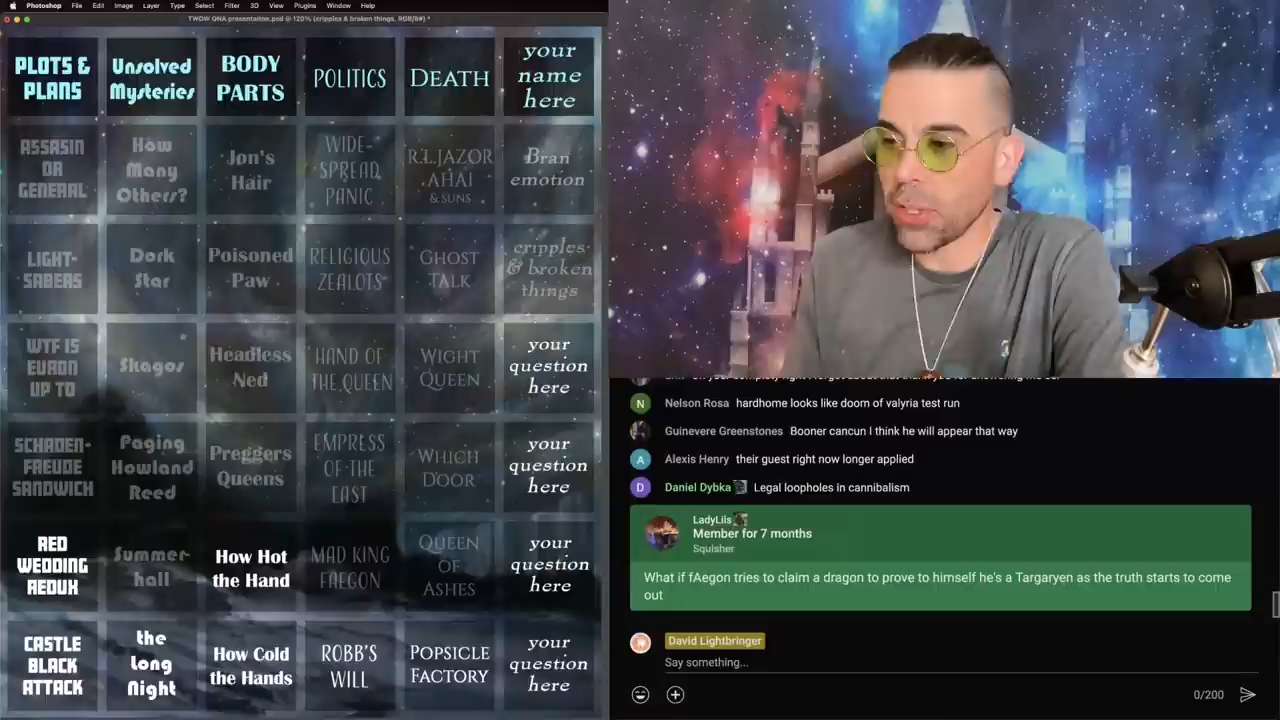 Photoshop File Edit Image Layer Type Select Filter 3D View Plugins Window Help
TWOW QNA presentaiton.psd @ 120% (cripples & broken things, RGB/8#) *
PLOTS & PLANS
Unsolved Mysteries
BODY PARTS
POLITICS
DEATH
your name here
ASSASIN OR GENERAL
How Many Others?
Jon's Hair
WIDE-SPREAD PANIC
R.L.JAZOR AHAI & SUNS
Bran emotion
LIGHT-SABERS
Dark Star
Poisoned Paw
RELIGIOUS ZEALOTS
GHOST TALK
cripples & broken things
WTF IS EURON UP TO
Skagos
Headless Ned
HAND OF THE QUEEN
WIGHT QUEEN
your question here
SCHADEN-FREUDE SANDWICH
Paging Howland Reed
Preggers Queens
EMPRESS OF THE EAST
WHICH DOOR
your question here
RED WEDDING REDUX
Summer-hall
How Hot the Hand
MAD KING FAEGON
QUEEN OF ASHES
your question here
CASTLE BLACK ATTACK
the Long Night
How Cold the Hands
ROBB'S WILL
POPSICLE FACTORY
your question here
N Nelson Rosa hardhome looks like doom of valyria test run
Guinevere Greenstones Booner cancun I think he will appear that way
A Alexis Henry their guest right now longer applied
D Daniel Dybka Legal loopholes in cannibalism
LadyLils
Member for 7 months
Squisher
What if fAegon tries to claim a dragon to prove to himself he's a Targaryen as the truth starts to come
out
David Lightbringer
Say something...
0/200